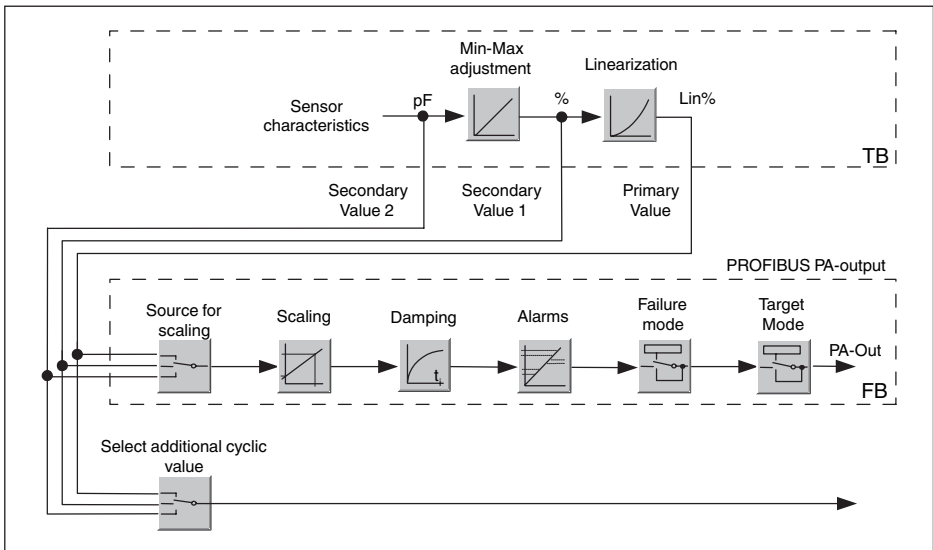 Min-Max
adjustment
Linearization
Sensor
characteristics
pF
%
Lin%
TB
Secondary
Value 2
Secondary
Value 1
Primary
Value
PROFIBUS PA-output
Source for
scaling
Scaling
Damping
Alarms
Failure
mode
Target
Mode
t
PA-Out
FB
Select additional cyclic
value